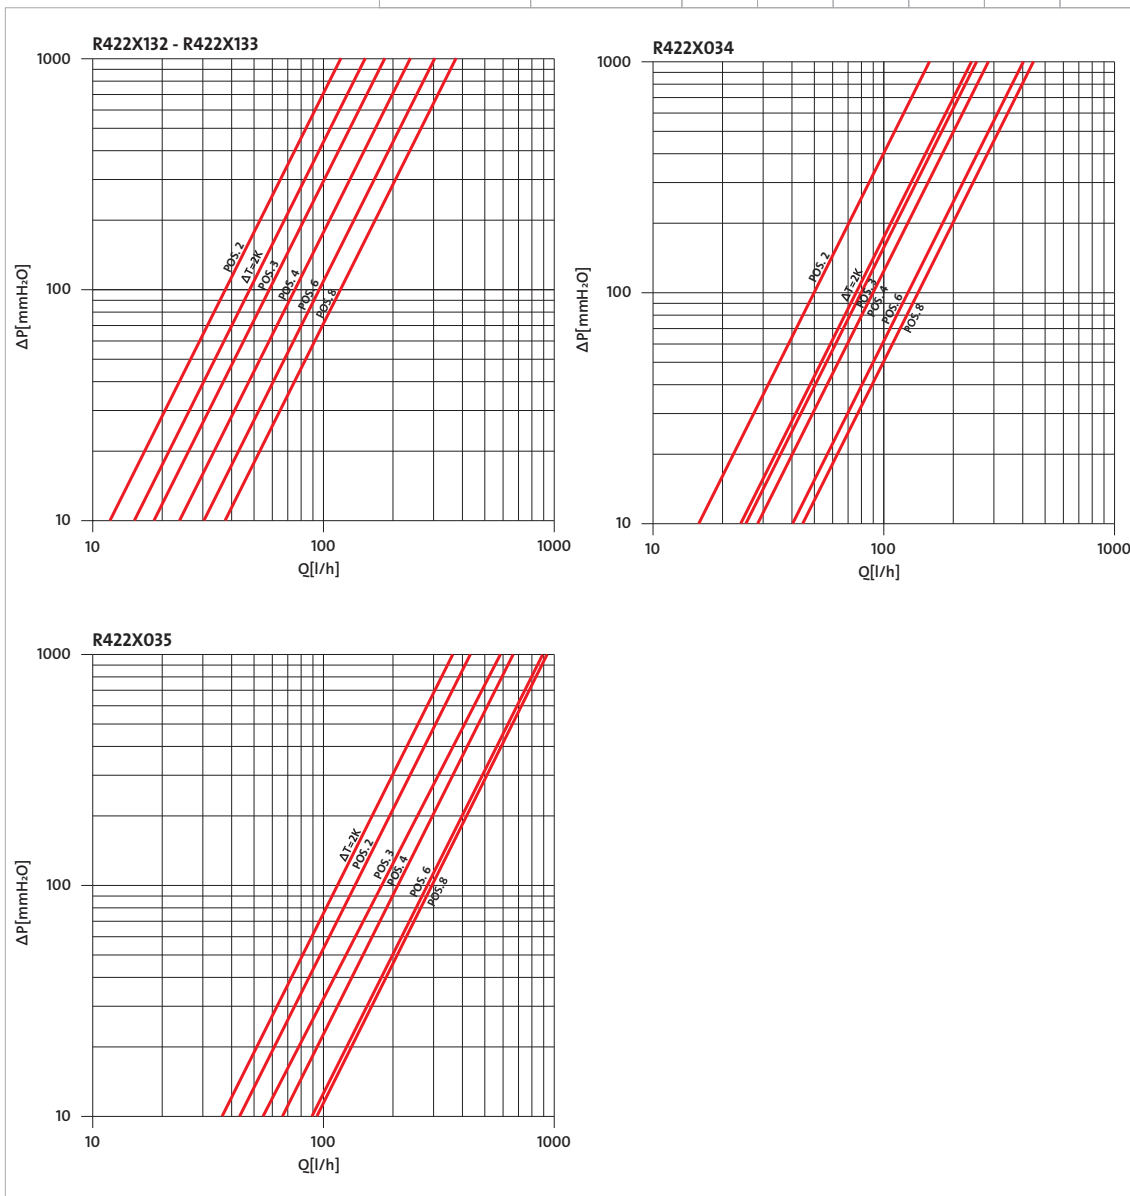 R422X132 - R422X133
1000
100
10
ΔP[mmH₂O]
POS. 2
ΔT=2K
POS. 3
POS. 4
POS. 6
POS. 8
10
100
1000
Q[l/h]
R422X034
1000
100
10
ΔP[mmH₂O]
POS. 2
ΔT=2K
POS. 3
POS. 4
POS. 6
POS. 8
10
100
1000
Q[l/h]
R422X035
1000
100
10
ΔP[mmH₂O]
ΔT=2K
POS. 2
POS. 3
POS. 4
POS. 6
POS. 8
10
100
1000
Q[l/h]